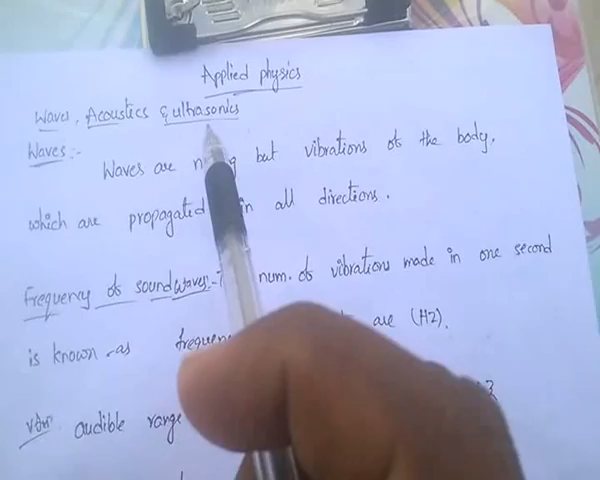 Applied physics
Waves, Acoustics & ultrasonics
Waves :-
Waves are but vibrations of the body.
which are propagated in all directions.
Frequency of sound waves:- num. of vibrations made in one second
is known as are (HZ).
audible range